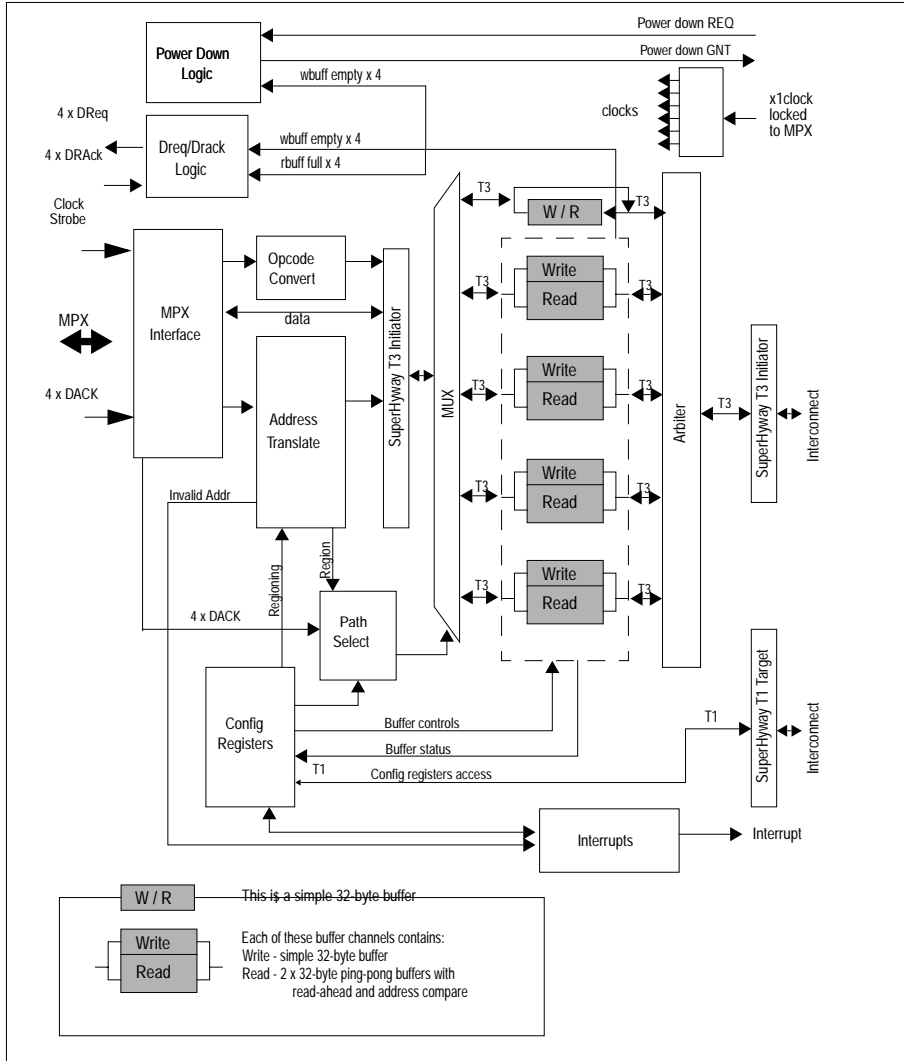 Power down REQ
Power Down
Logic
Power down GNT
wbuff empty x 4
clocks
x1clock
locked
to MPX
4 x DReq
4 x DRAck
Dreq/Drack
Logic
wbuff empty x 4
rbuff full x 4
Clock
Strobe
T3
W / R
T3
Opcode
Convert
MPX
Interface
MPX
data
4 x DACK
Address
Translate
SuperHyway T3 Initiator
MUX
T3
Write
Read
T3
T3
Write
Read
T3
T3
Write
Read
T3
T3
Write
Read
T3
Arbiter
T3
SuperHyway T3 Initiator
Interconnect
Invalid Addr
Regioning
Region
4 x DACK
Path
Select
Config
Registers
Buffer controls
Buffer status
T1
Config registers access
T1
SuperHyway T1 Target
Interconnect
Interrupts
Interrupt
W / R
This is a simple 32-byte buffer
Write
Read
Each of these buffer channels contains:
Write - simple 32-byte buffer
Read - 2 x 32-byte ping-pong buffers with
read-ahead and address compare